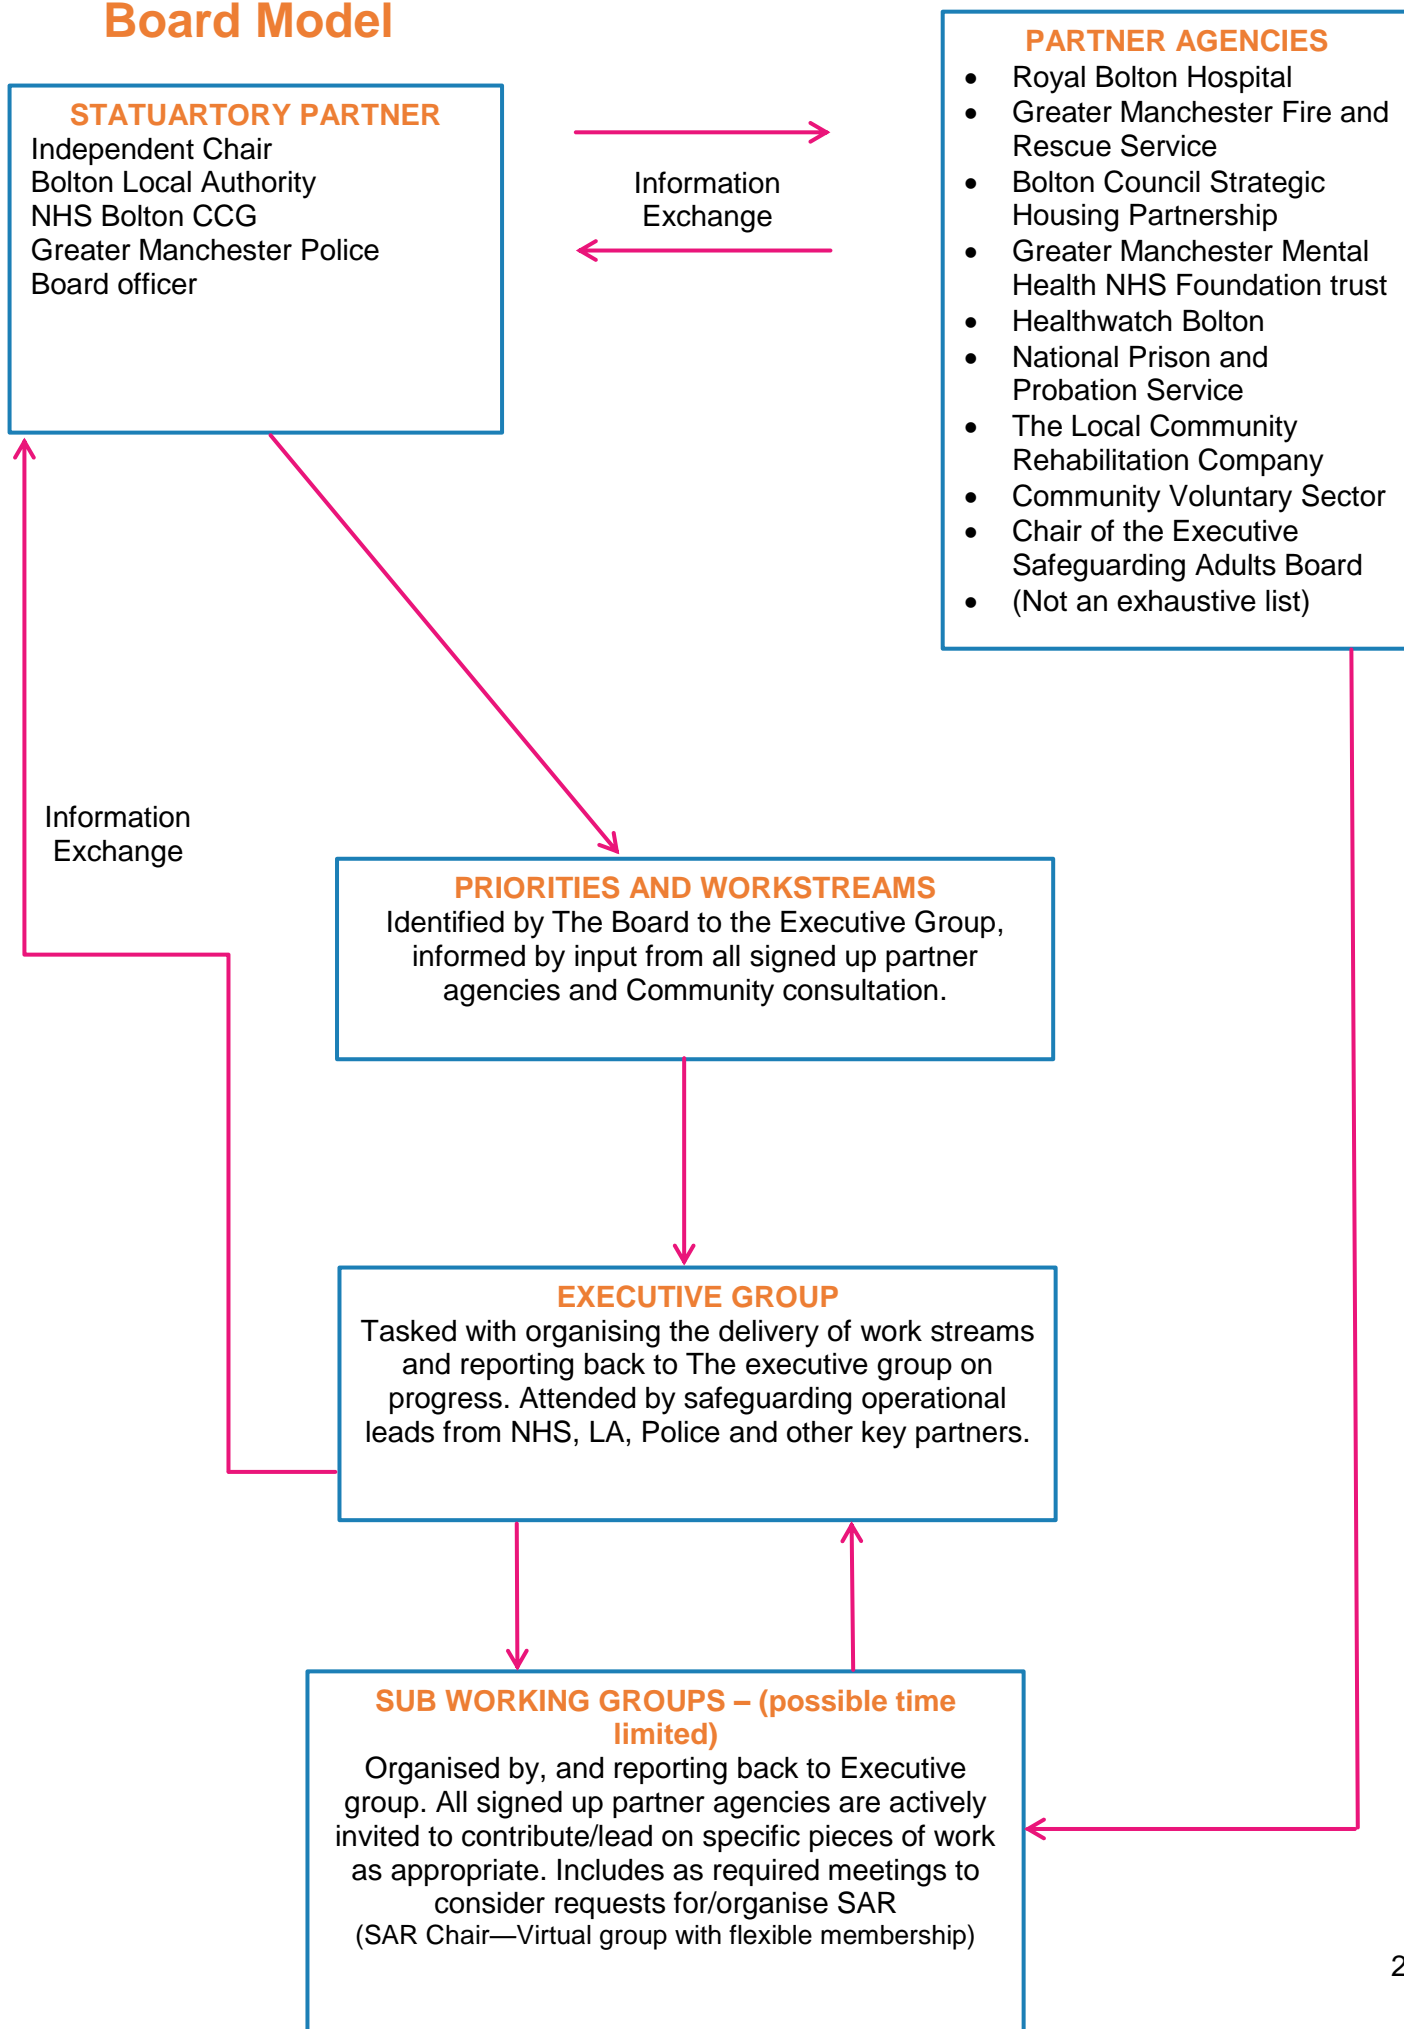 Board Model
STATUARTORY PARTNER
Independent Chair
Bolton Local Authority
NHS Bolton CCG
Greater Manchester Police
Board officer
Information
Exchange
PARTNER AGENCIES
• Royal Bolton Hospital
• Greater Manchester Fire and
Rescue Service
• Bolton Council Strategic
Housing Partnership
• Greater Manchester Mental
Health NHS Foundation trust
• Healthwatch Bolton
• National Prison and
Probation Service
• The Local Community
Rehabilitation Company
• Community Voluntary Sector
• Chair of the Executive
Safeguarding Adults Board
• (Not an exhaustive list)
Information
Exchange
PRIORITIES AND WORKSTREAMS
Identified by The Board to the Executive Group,
informed by input from all signed up partner
agencies and Community consultation.
EXECUTIVE GROUP
Tasked with organising the delivery of work streams
and reporting back to The executive group on
progress. Attended by safeguarding operational
leads from NHS, LA, Police and other key partners.
SUB WORKING GROUPS – (possible time
limited)
Organised by, and reporting back to Executive
group. All signed up partner agencies are actively
invited to contribute/lead on specific pieces of work
as appropriate. Includes as required meetings to
consider requests for/organise SAR
(SAR Chair—Virtual group with flexible membership)
2